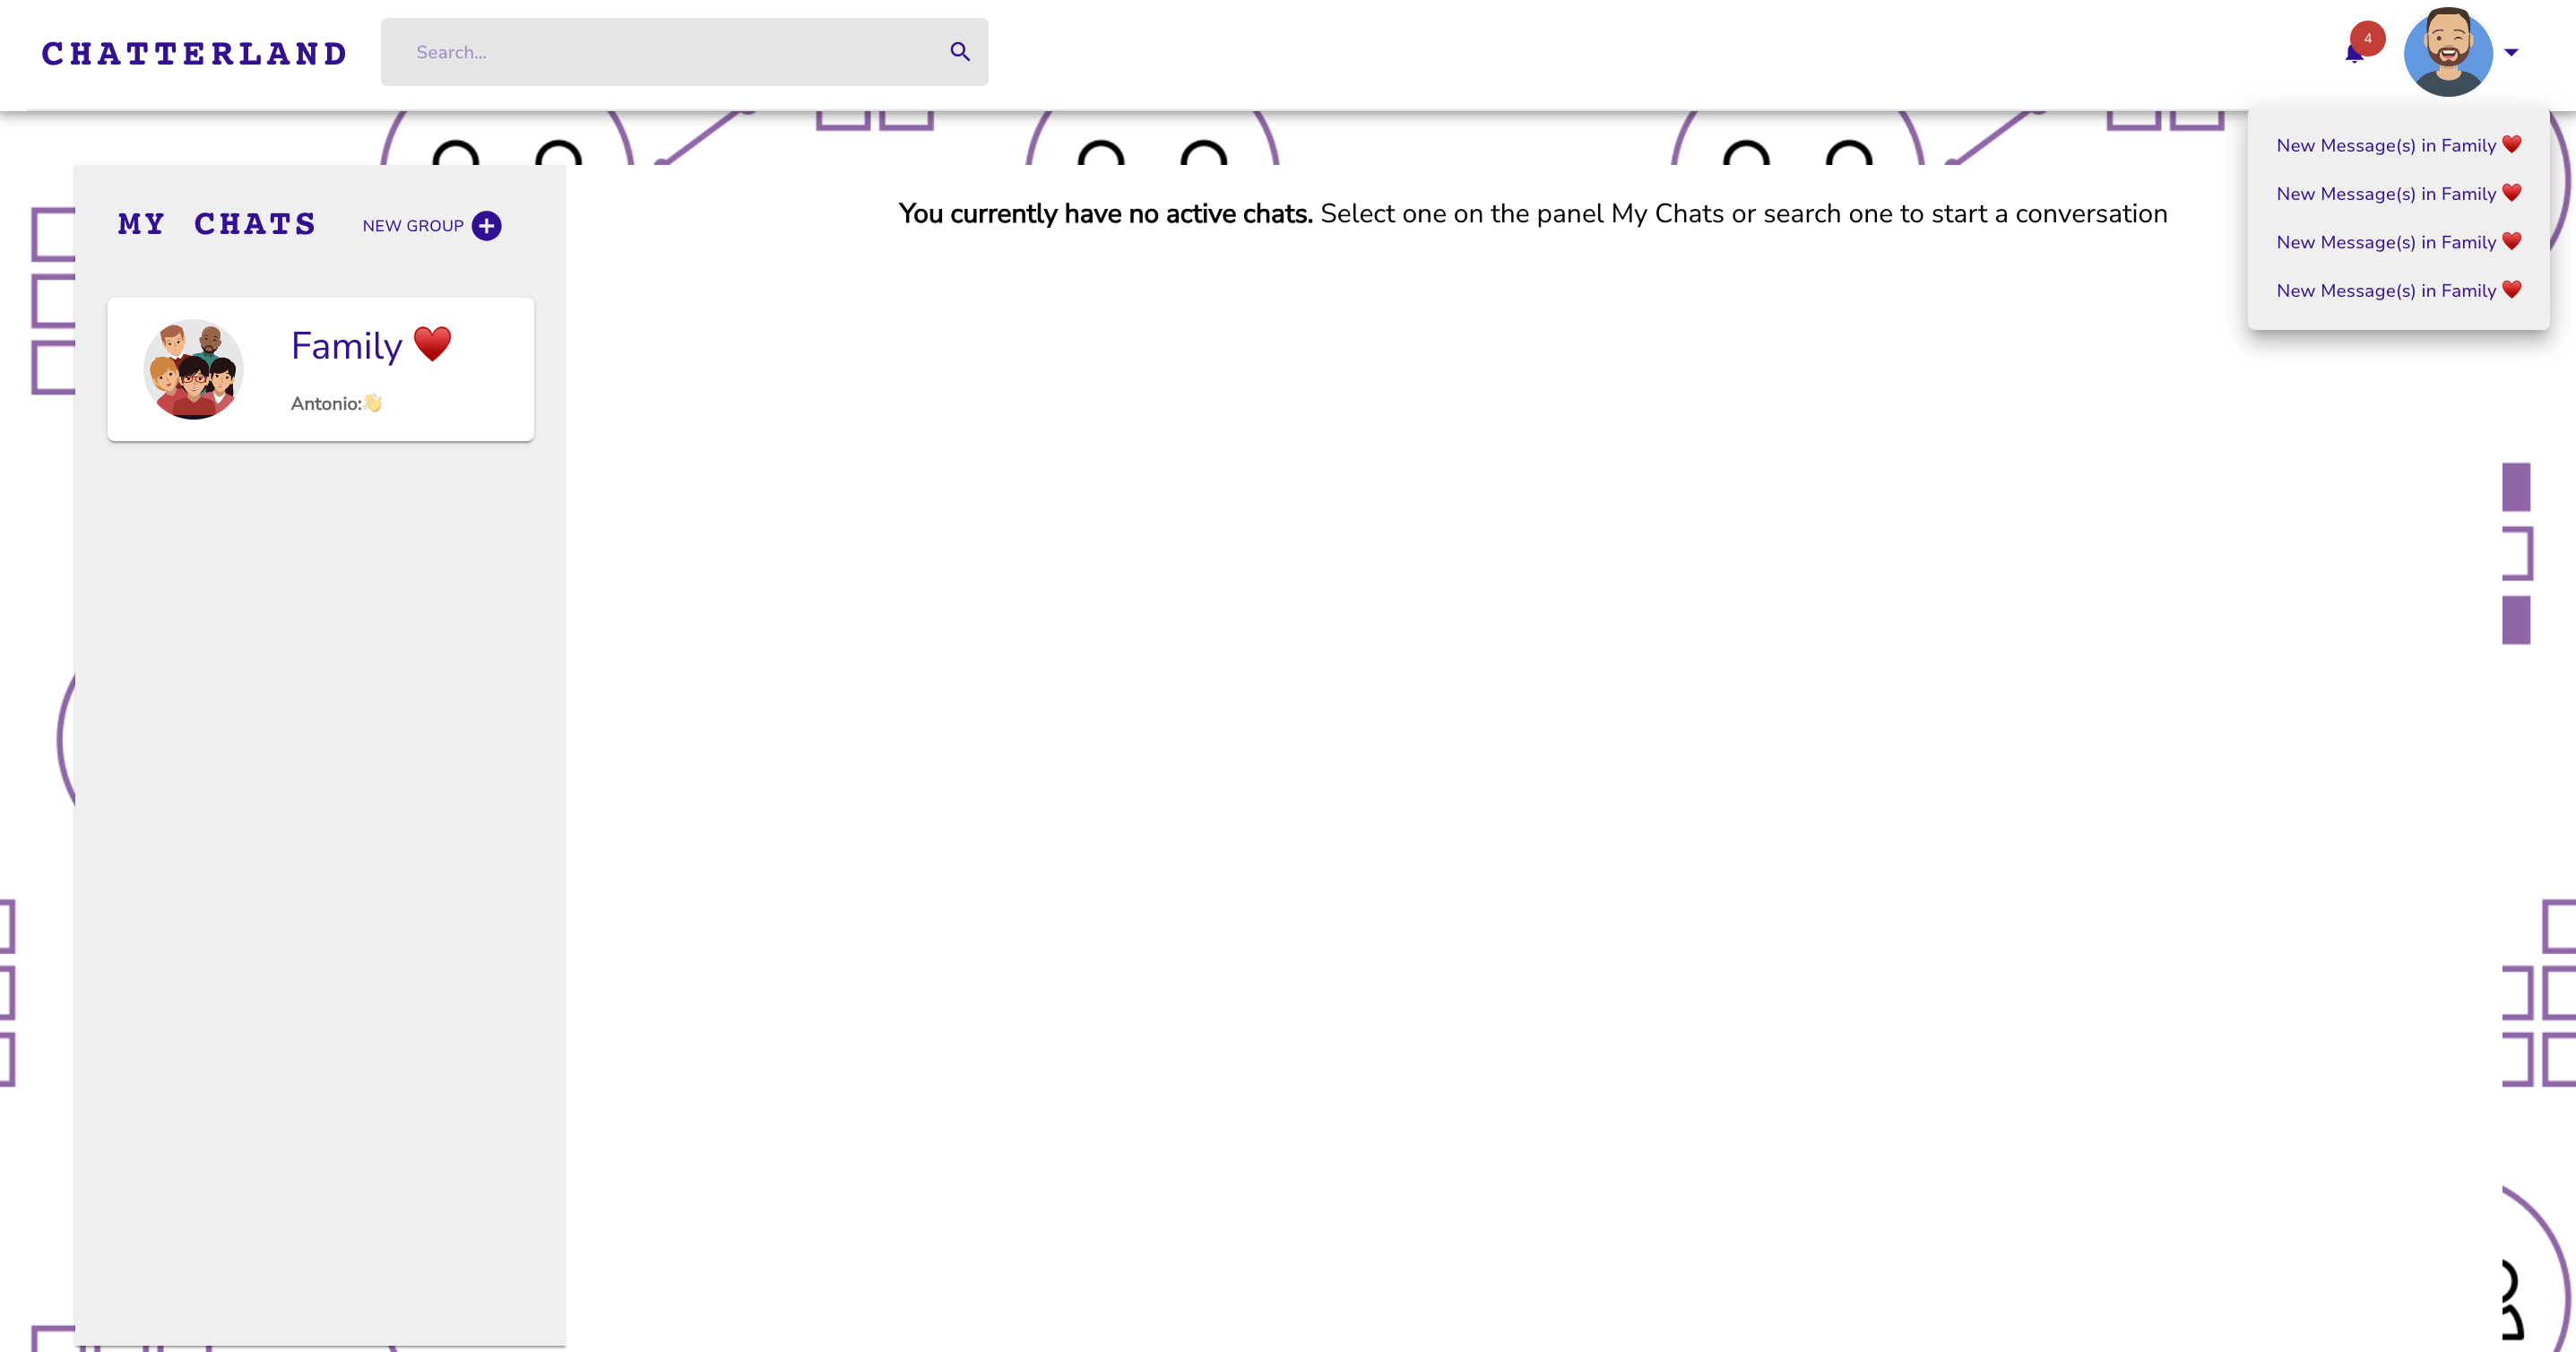 CHATTERLAND
Search...
4
New Message(s) in Family ❤️
New Message(s) in Family ❤️
New Message(s) in Family ❤️
New Message(s) in Family ❤️
MY CHATS
NEW GROUP
Family ❤️
Antonio:👋
You currently have no active chats. Select one on the panel My Chats or search one to start a conversation